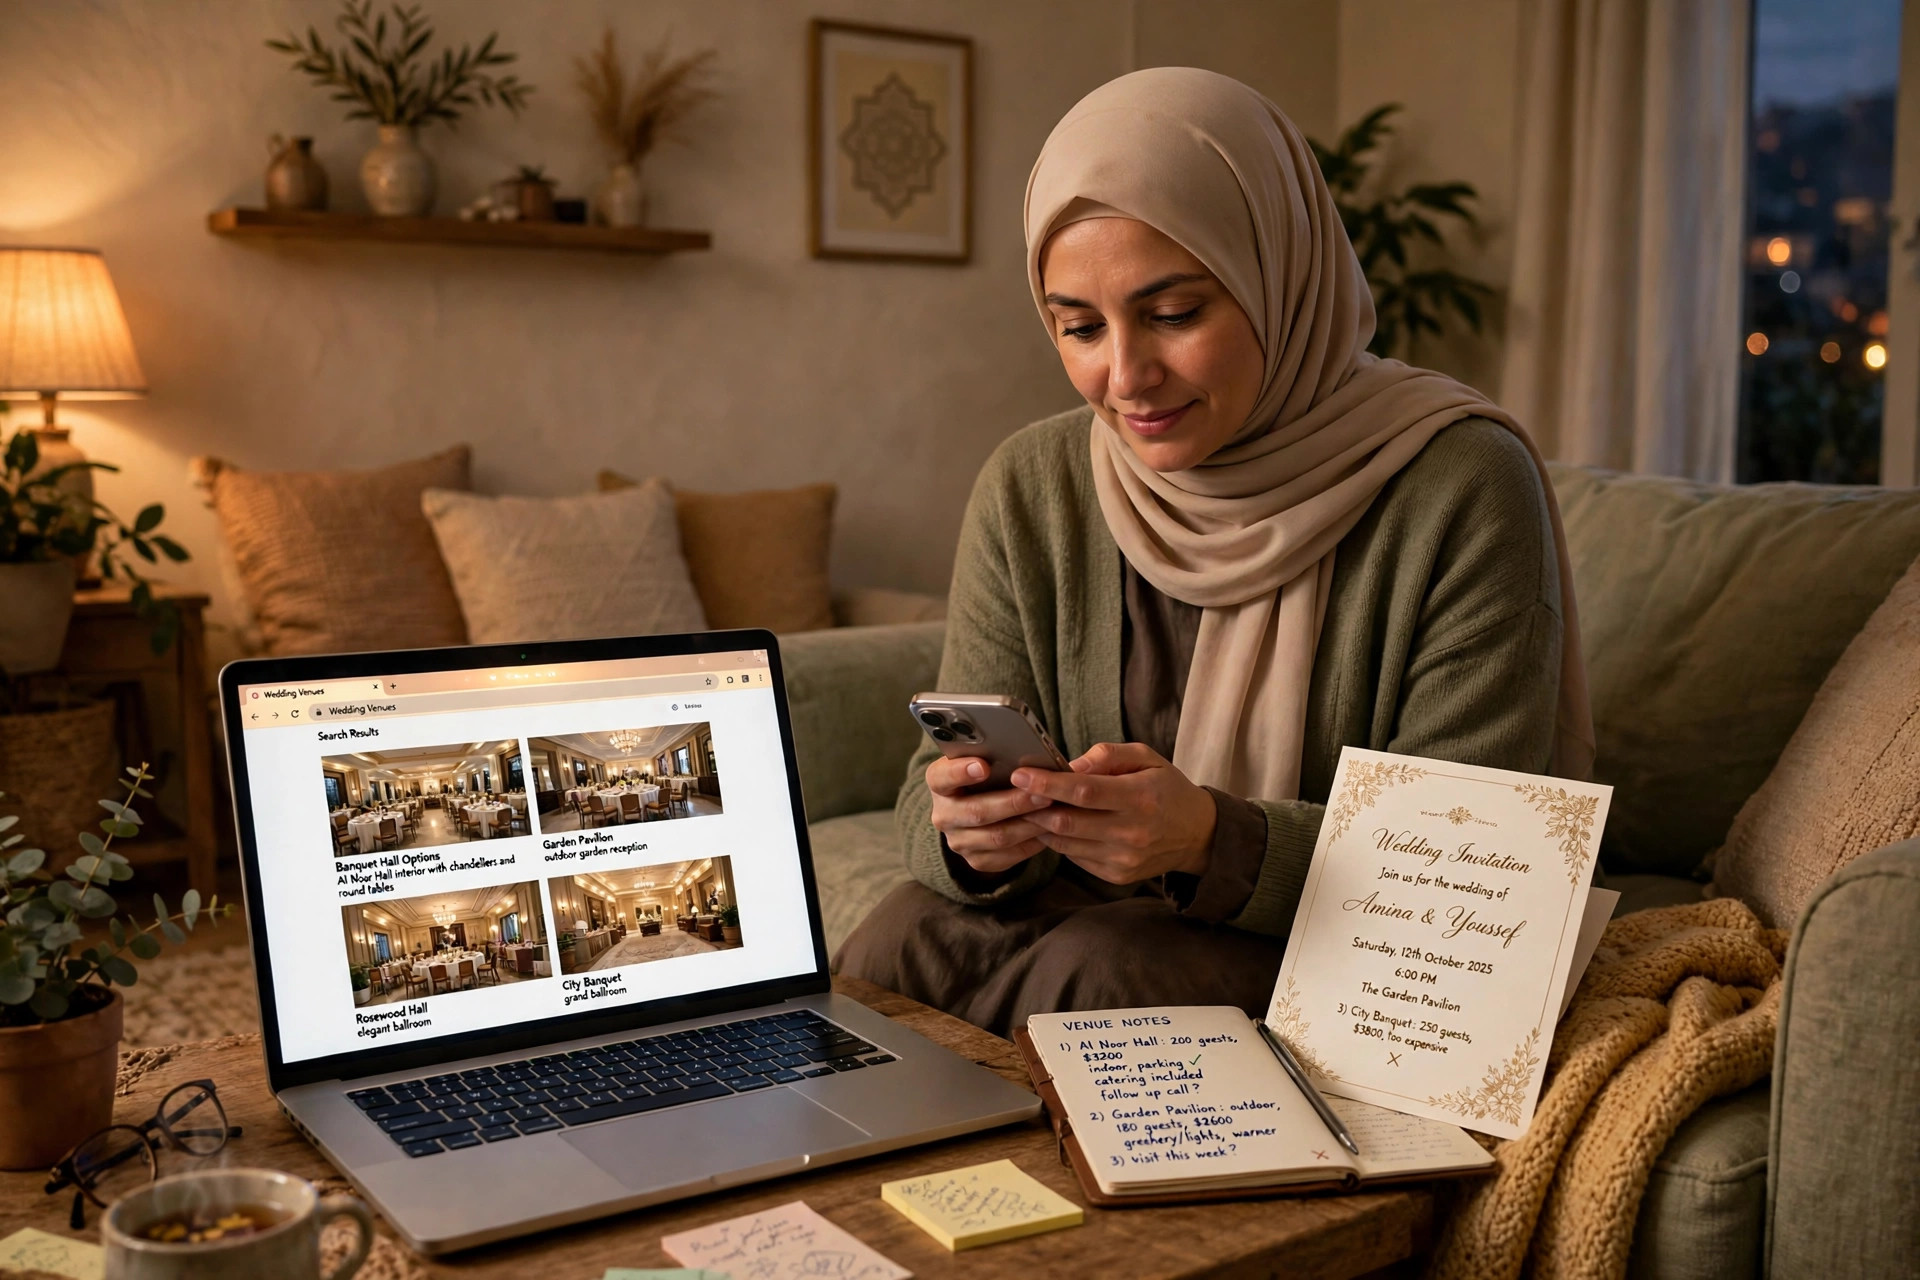 Wedding Venues
Wedding Venues
Search Results
Banquet Hall Options
Al Noor Hall interior with chandeliers and
round tables
Garden Pavilion
outdoor garden reception
Rosewood Hall
elegant ballroom
City Banquet
grand ballroom
VENUE NOTES
1) Al Noor Hall: 200 guests,
$3200
indoor, parking ✓
catering included
follow up call?
2) Garden Pavilion: outdoor,
180 guests, $2600
greenery/lights, warmer
3) visit this week?
Wedding Invitation
Join us for the wedding of
Amina & Youssef
Saturday, 12th October 2025
6:00 PM
The Garden Pavilion
3) City Banquet: 250 guests,
$3800, too expensive